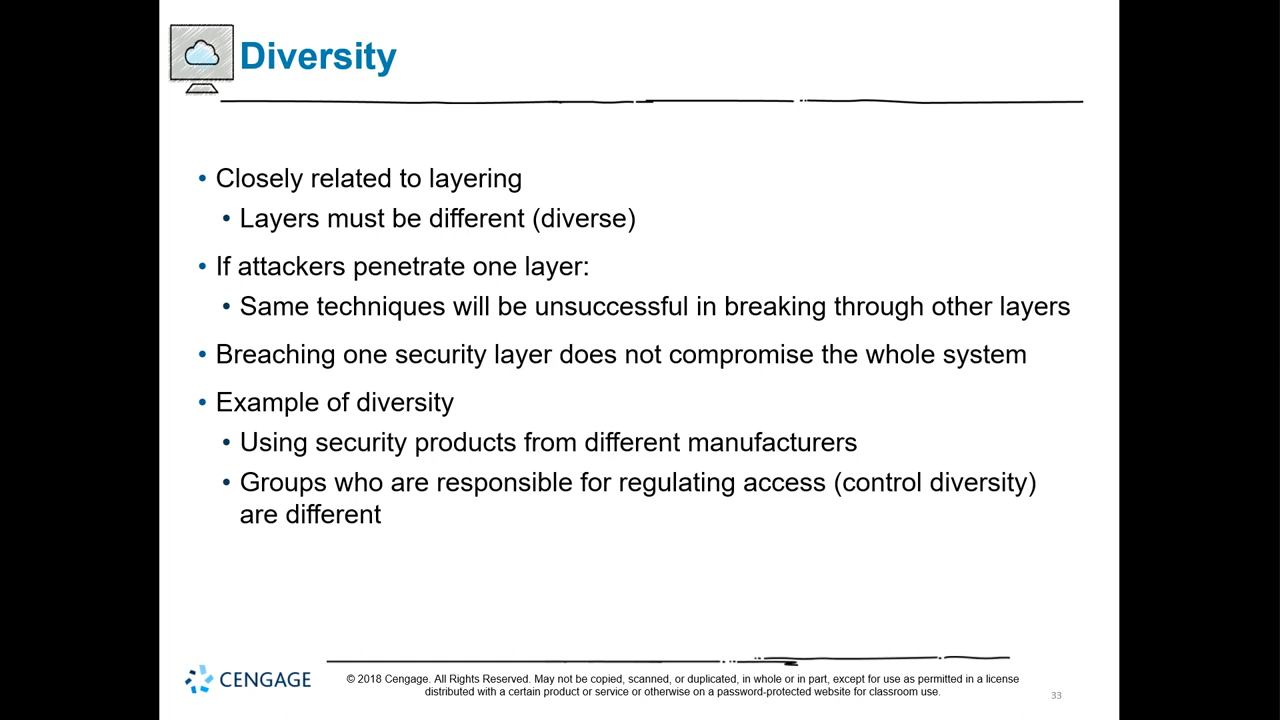 Diversity
• Closely related to layering
• Layers must be different (diverse)
• If attackers penetrate one layer:
• Same techniques will be unsuccessful in breaking through other layers
• Breaching one security layer does not compromise the whole system
• Example of diversity
• Using security products from different manufacturers
• Groups who are responsible for regulating access (control diversity)
are different
CENGAGE
© 2018 Cengage. All Rights Reserved. May not be copied, scanned, or duplicated, in whole or in part, except for use as permitted in a license
distributed with a certain product or service or otherwise on a password-protected website for classroom use.
33